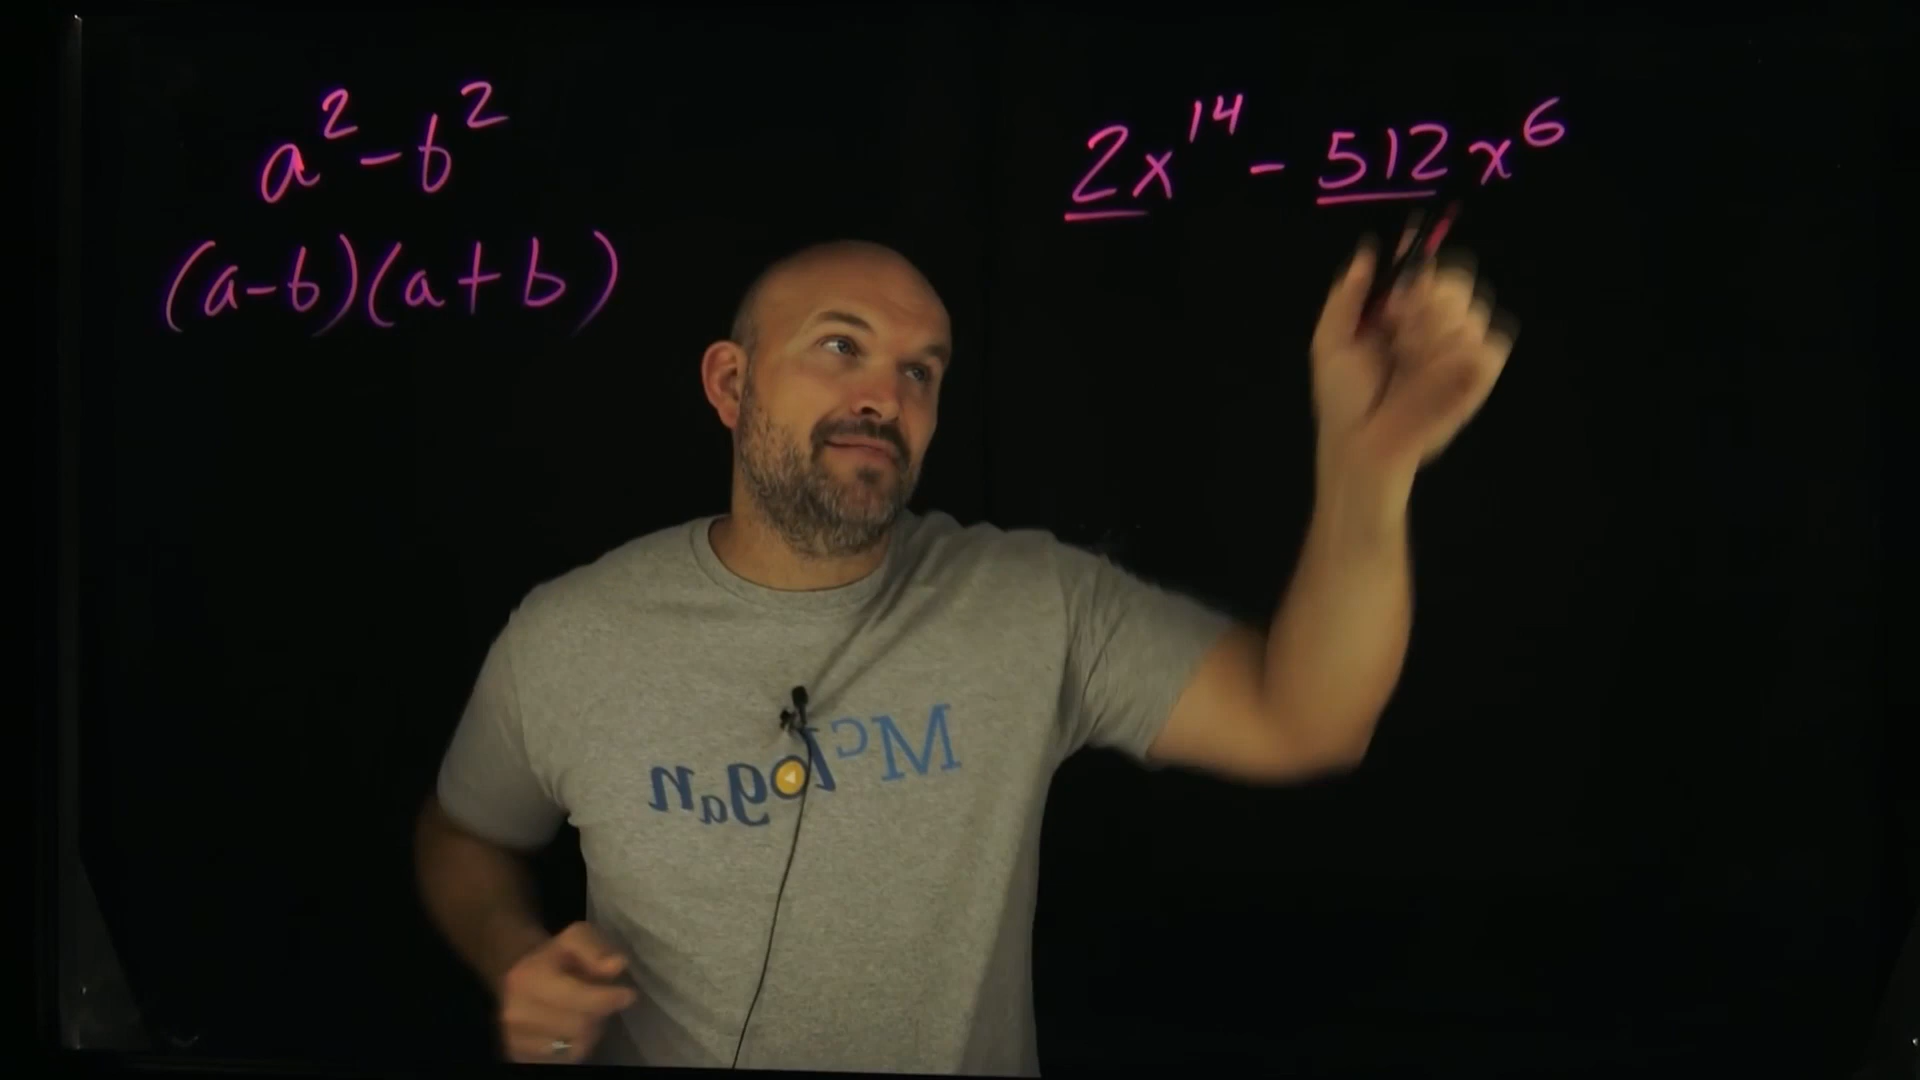 a² - b²
(a-b)(a+b)
2x¹⁴ - 512x⁶
McLogan